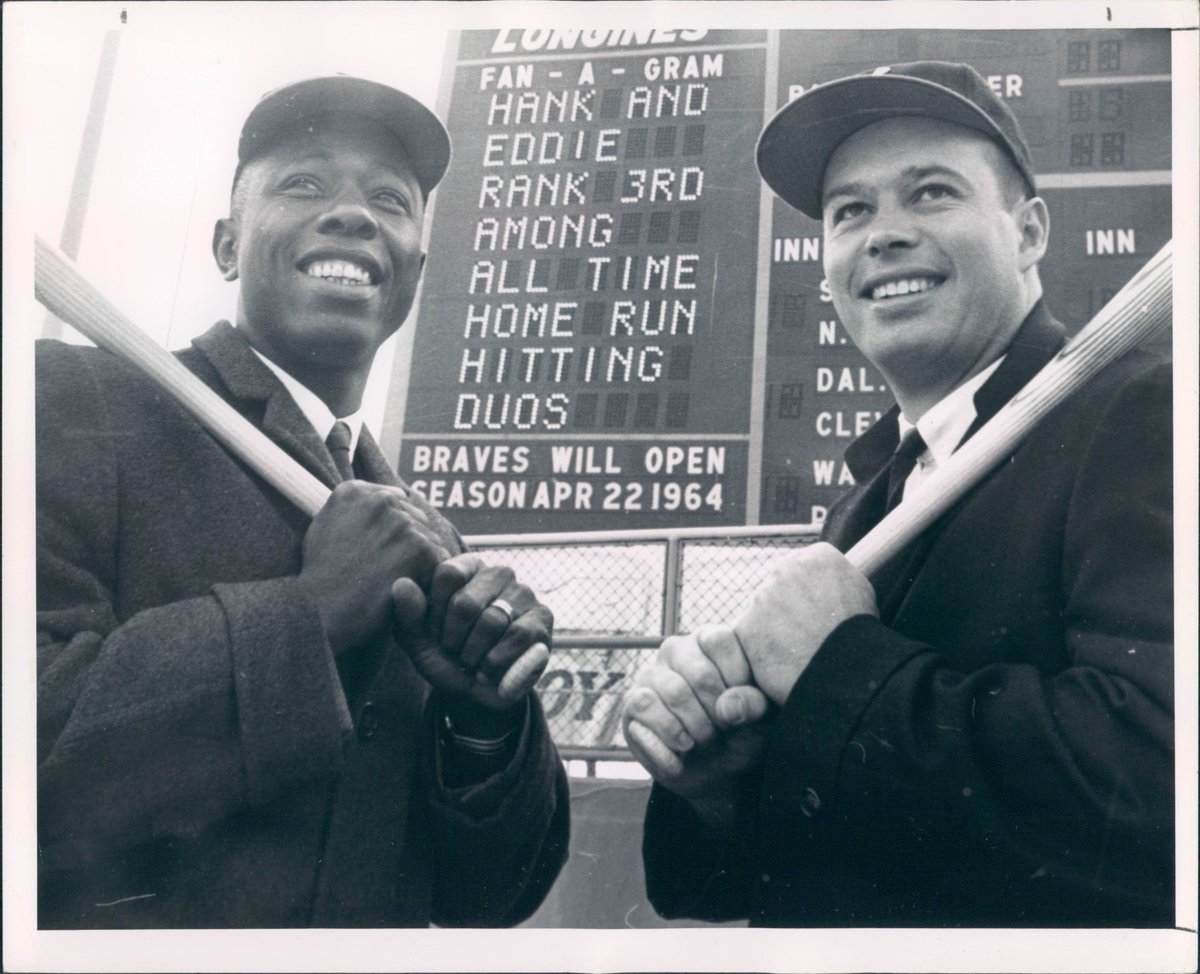 LONGINES
FAN - A - GRAM
HANK AND
EDDIE
RANK 3RD
AMONG
ALL TIME
HOME RUN
HITTING
DUOS
BRAVES WILL OPEN
SEASON APR 22 1964
INN
INN
N.
DAL.